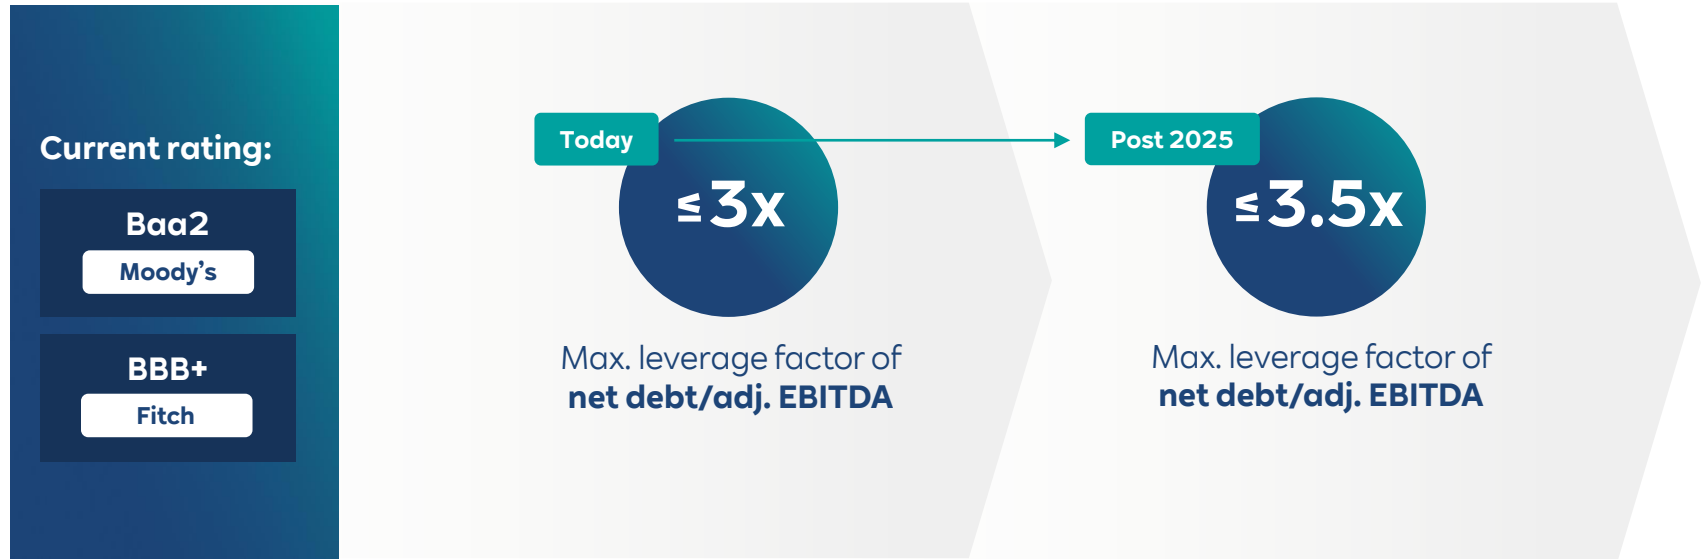 Current rating:
Baa2
Moody’s
BBB+
Fitch
Today
≤3x
Max. leverage factor of
net debt/adj. EBITDA
Post 2025
≤3.5x
Max. leverage factor of
net debt/adj. EBITDA